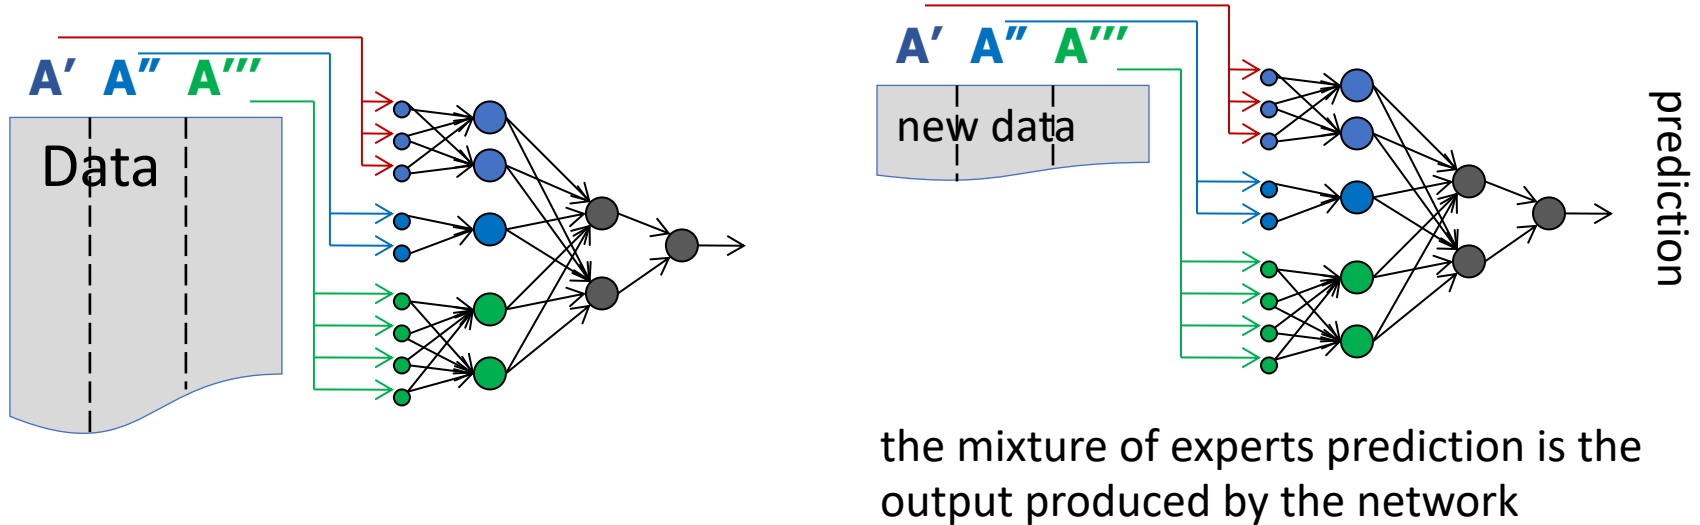 A′ A″ A‴
Data
A′ A″ A‴
new data
prediction
the mixture of experts prediction is the
output produced by the network